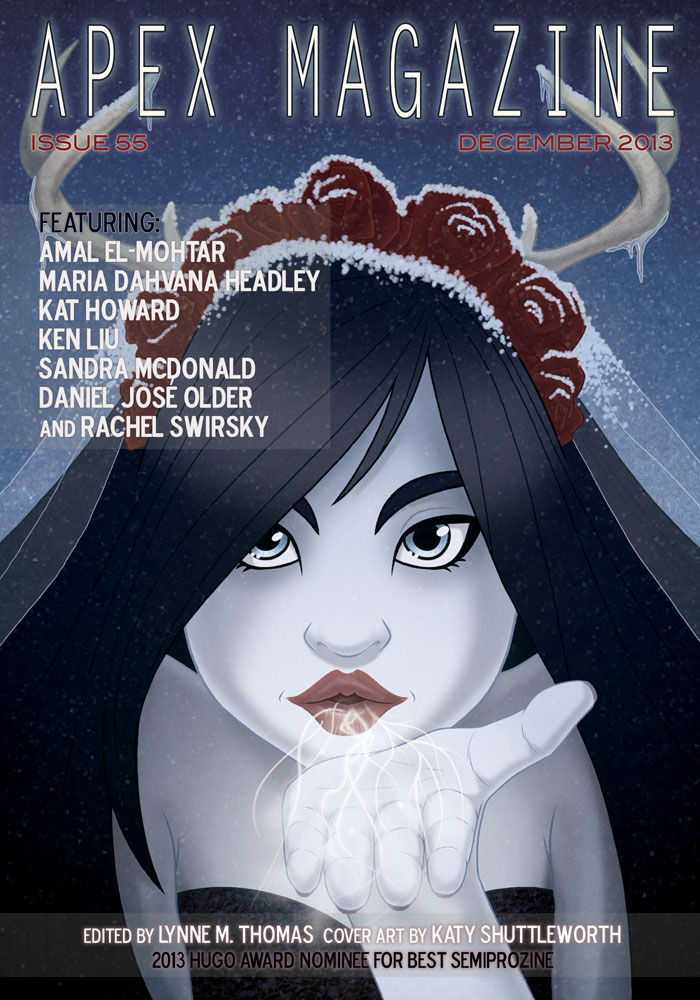 APEX MAGAZINE
ISSUE 55 DECEMBER 2013
FEATURING:
AMAL EL-MOHTAR
MARIA DAHVANA HEADLEY
KAT HOWARD
KEN LIU
SANDRA MCDONALD
DANIEL JOSÉ OLDER
AND RACHEL SWIRSKY
EDITED BY LYNNE M. THOMAS COVER ART BY KATY SHUTTLEWORTH
2013 HUGO AWARD NOMINEE FOR BEST SEMIPROZINE